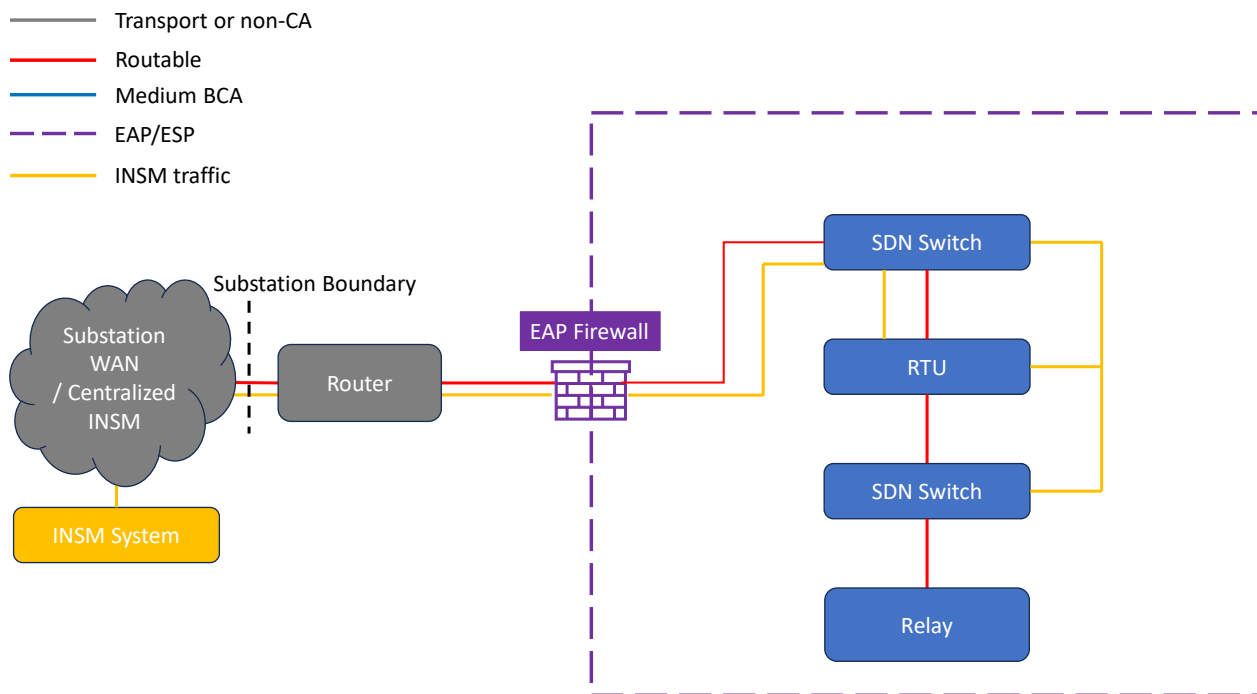 Transport or non-CA
Routable
Medium BCA
EAP/ESP
INSM traffic
Substation Boundary
Substation
WAN
/ Centralized
INSM
Router
EAP Firewall
SDN Switch
RTU
SDN Switch
Relay
INSM System